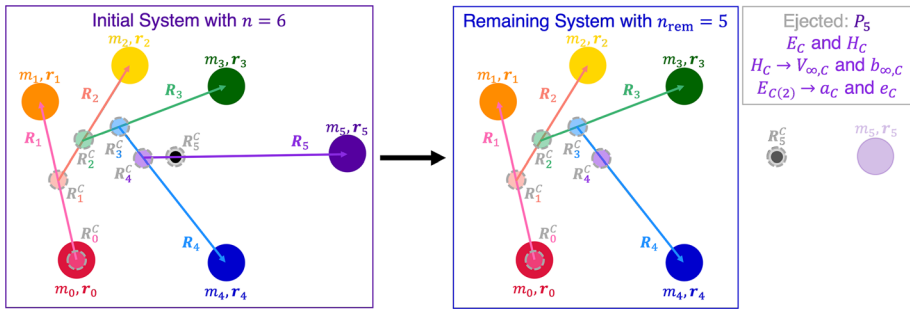 Initial System with n = 6
m₂, r₂
m₁, r₁
m₃, r₃
R₂
R₃
R₁
m₅, r₅
R₂^C
R₃^C
R₅^C
R₅
R₄^C
R₁^C
R₀^C
R₄
m₀, r₀
m₄, r₄
Remaining System with n_rem = 5
m₂, r₂
m₁, r₁
m₃, r₃
R₂
R₃
R₁
R₂^C
R₃^C
R₄^C
R₁^C
R₀^C
R₄
m₀, r₀
m₄, r₄
Ejected: P₅
E_C and H_C
H_C → V_∞,C and b_∞,C
E_C(2) → a_C and e_C
R₅^C
m₅, r₅